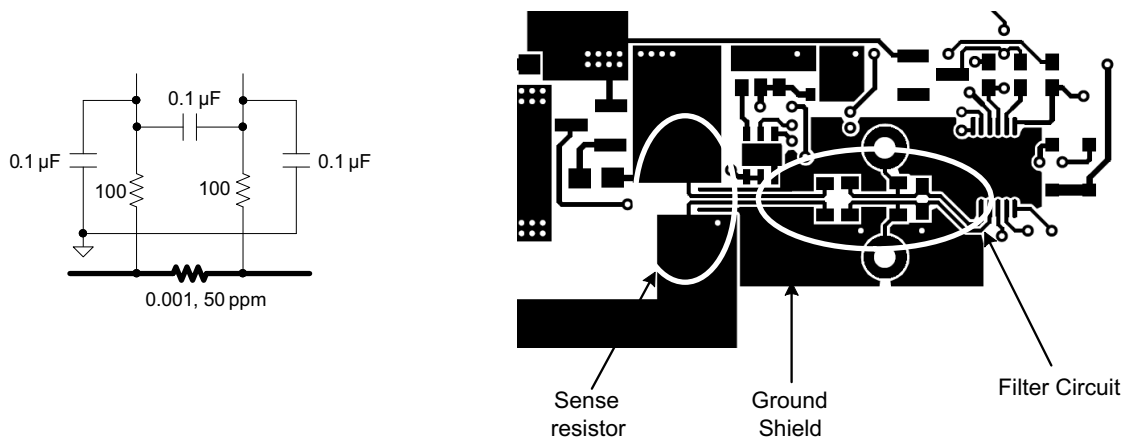 0.1 µF
0.1 µF
0.1 µF
100
100
0.001, 50 ppm
Sense
resistor
Ground
Shield
Filter Circuit